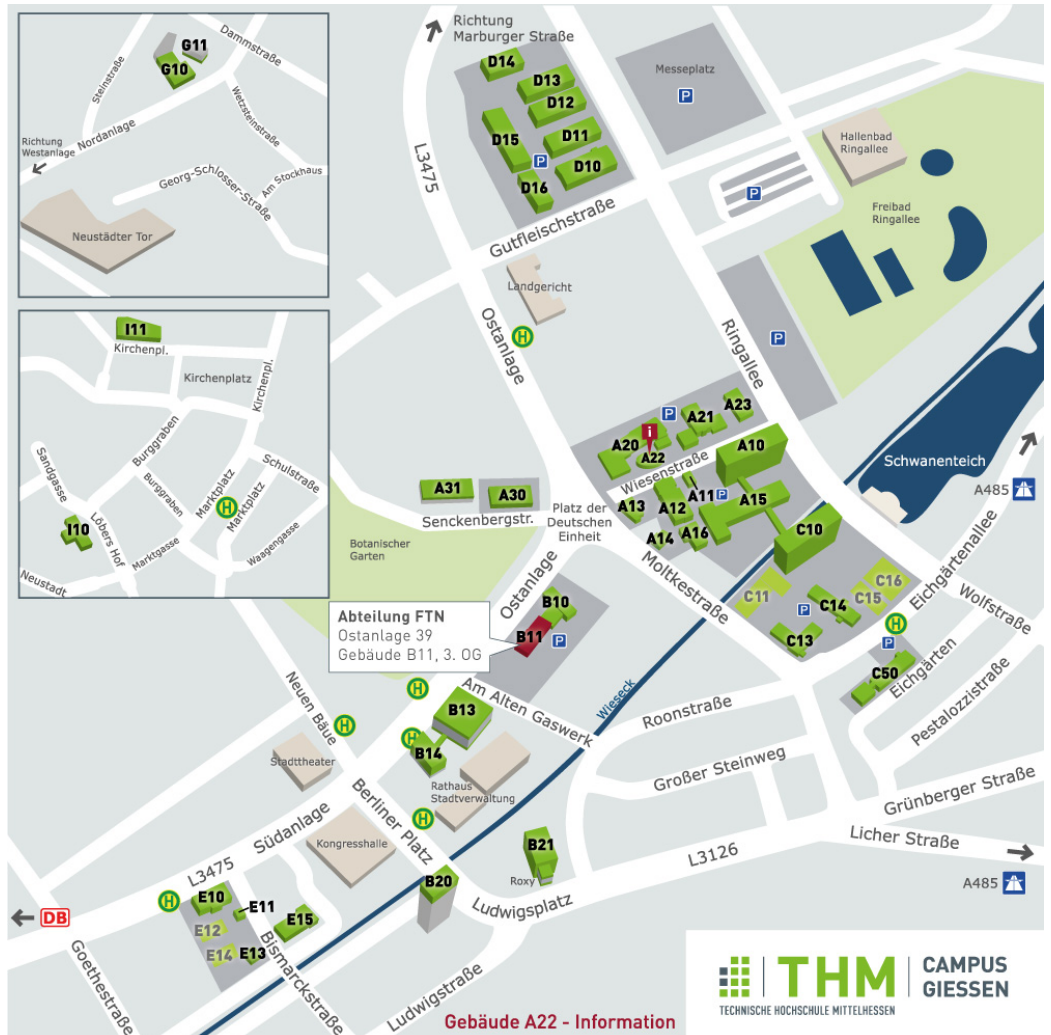 G11
G10
Dammstraße
Steinstraße
Nordanlage
Wetzsteinstraße
Richtung
Westanlage
Georg-Schlosser-Straße
Am Stockhaus
Neustädter Tor
I11
Kirchenpl.
Kirchenplatz
Kirchenpl.
Burggraben
Burggraben
Sandgasse
Löbers Hof
I10
Marktplatz
Marktplatz
Schulstraße
H
Marktgasse
Waagengasse
Neustadt
Richtung
Marburger Straße
L3475
D14
D13
D12
D15
D11
P
D10
D16
Gutfleischstraße
Messeplatz
P
Hallenbad
Ringallee
P
Freibad
Ringallee
Landgericht
Ostanlage
H
Ringallee
P
A23
P
A21
A20
i
A22
A10
Wiesenstraße
Schwanenteich
A485
A31
A30
Senckenbergstr.
Platz der
Deutschen
Einheit
A13
A12
A11
P
A15
A14
A16
C10
Botanischer
Garten
Moltkestraße
Eichgärtenallee
C16
C15
C11
C14
P
C13
Wolfstraße
H
P
C50
Eichgärten
Pestalozzistraße
Ostanlage
B10
B11
P
Abteilung FTN
Ostanlage 39
Gebäude B11, 3. OG
Wieseck
Roonstraße
Am Alten Gaswerk
H
B13
H
H
B14
Neuen Bäue
Stadttheater
Rathaus
Stadtverwaltung
Großer Steinweg
Grünberger Straße
Berliner Platz
H
Südanlage
Kongresshalle
Licher Straße
L3126
B21
Roxy
A485
L3475
B20
Ludwigsplatz
H
E10
E11
E15
E12
E14
E13
DB
Goethestraße
Bismarckstraße
Ludwigstraße
Gebäude A22 - Information
THM
CAMPUS
GIESSEN
TECHNISCHE HOCHSCHULE MITTELHESSEN